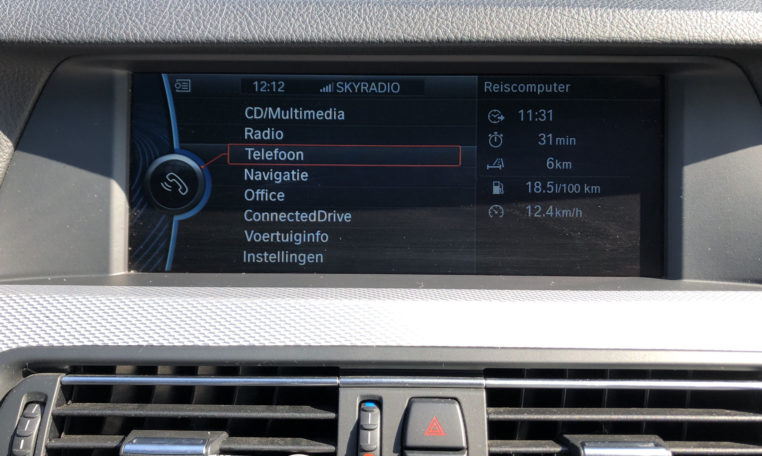 12:12 SKYRADIO
CD/Multimedia
Radio
Telefoon
Navigatie
Office
ConnectedDrive
Voertuiginfo
Instellingen
Reiscomputer
11:31
31 min
6 km
18.5 l/100 km
12.4 km/h